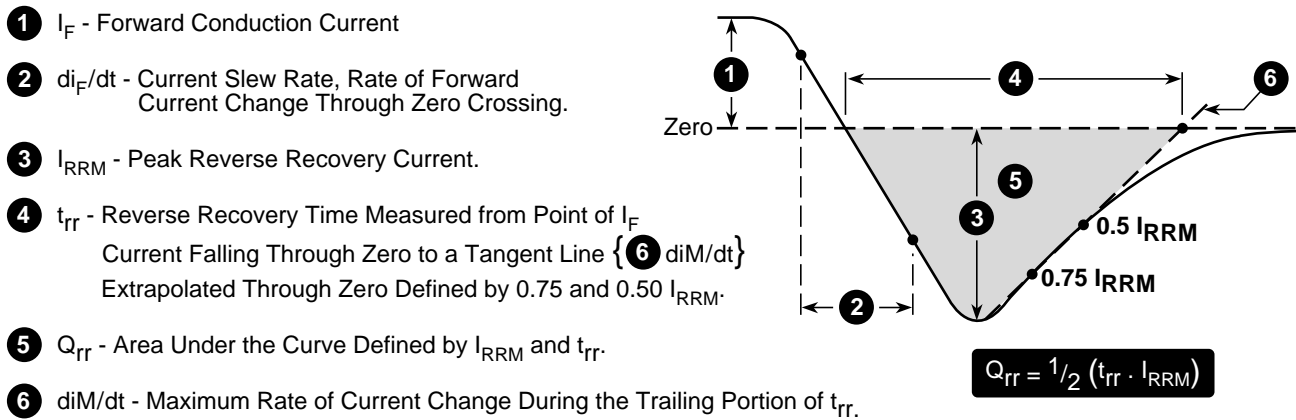 1 I_F - Forward Conduction Current
2 di_F/dt - Current Slew Rate, Rate of Forward
Current Change Through Zero Crossing.
3 I_RRM - Peak Reverse Recovery Current.
4 t_rr - Reverse Recovery Time Measured from Point of I_F
Current Falling Through Zero to a Tangent Line {6 diM/dt}
Extrapolated Through Zero Defined by 0.75 and 0.50 I_RRM.
5 Q_rr - Area Under the Curve Defined by I_RRM and t_rr.
6 diM/dt - Maximum Rate of Current Change During the Trailing Portion of t_rr.
1
4
6
Zero
5
3
0.5 I_RRM
0.75 I_RRM
2
Q_rr = 1/2 (t_rr . I_RRM)